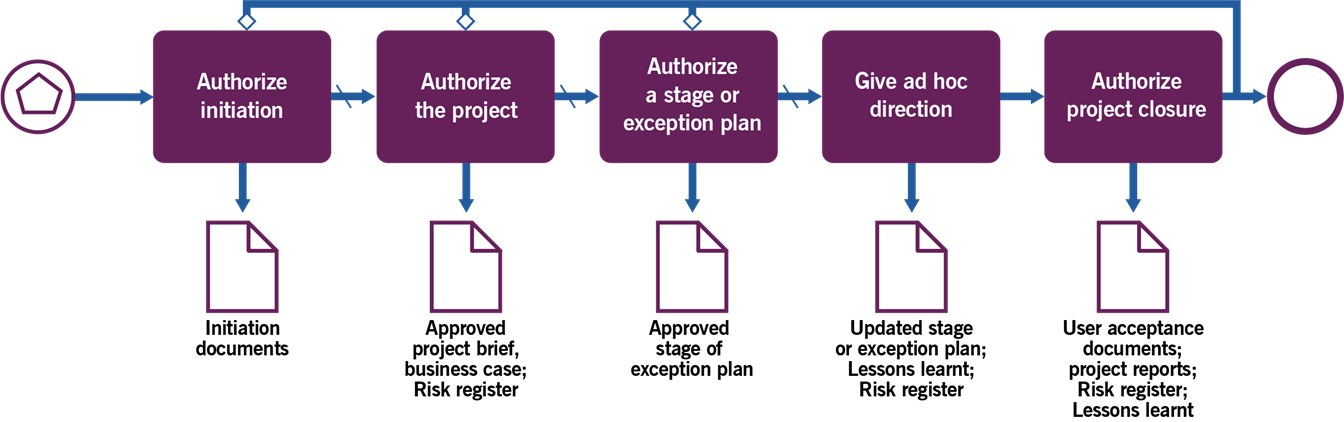 Authorize
initiation
Authorize
the project
Authorize
a stage or
exception plan
Give ad hoc
direction
Authorize
project closure
Initiation
documents
Approved
project brief,
business case;
Risk register
Approved
stage of
exception plan
Updated stage
or exception plan;
Lessons learnt;
Risk register
User acceptance
documents;
project reports;
Risk register;
Lessons learnt